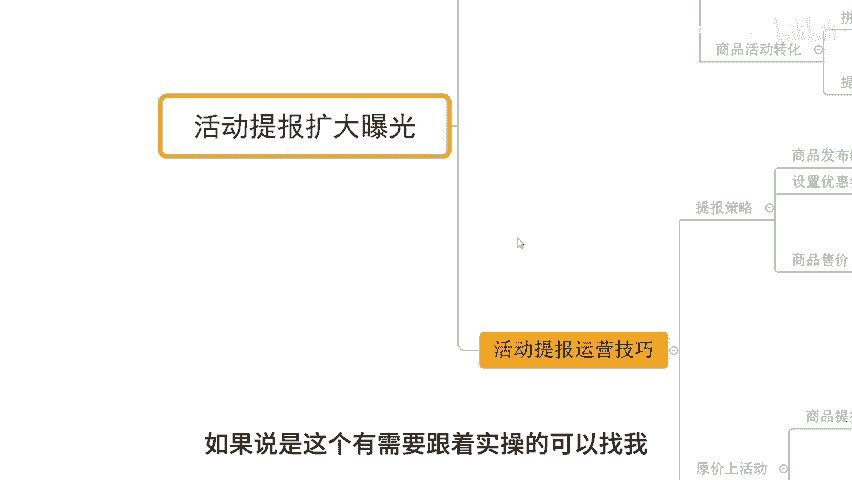 商品活动转化
活动提报扩大曝光
商品发布
设置优惠
提报策略
商品售价
活动提报运营技巧
商品提
原价上活动
如果说是这个有需要跟着实操的可以找我